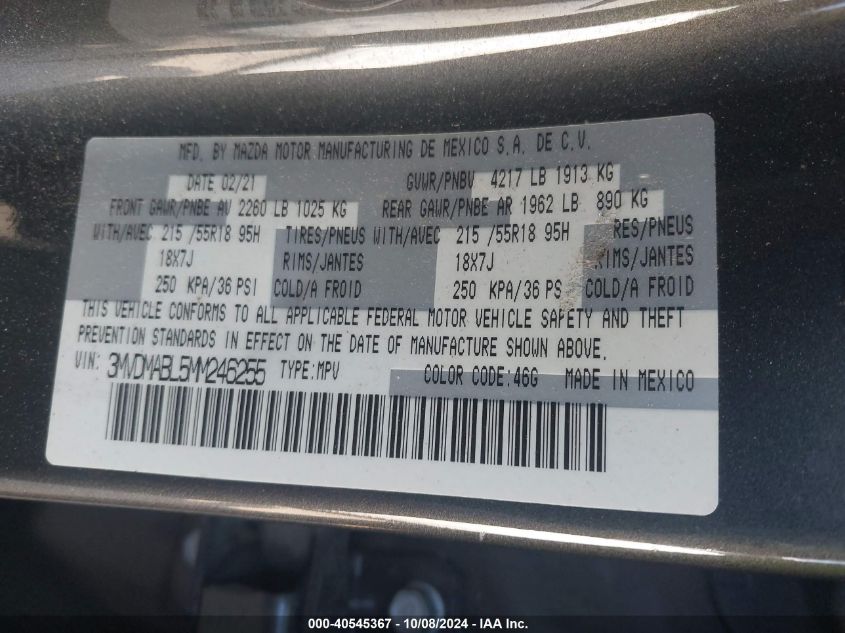 MFD. BY MAZDA MOTOR MANUFACTURING DE MEXICO S.A. DE C.V.
DATE 02/21 GVWR/PNBV 4217 LB 1913 KG
FRONT GAWR/PNBE AV 2260 LB 1025 KG REAR GAWR/PNBE AR 1962 LB 890 KG
WITH/AVEC 215 /55R18 95H TIRES/PNEUS WITH/AVEC 215 /55R18 95H RES/PNEUS
18X7J RIMS/JANTES 18X7J RIMS/JANTES
250 KPA/36 PSI COLD/A FROID 250 KPA/36 PS COLD/A FROID
THIS VEHICLE CONFORMS TO ALL APPLICABLE FEDERAL MOTOR VEHICLE SAFETY AND THEFT
PREVENTION STANDARDS IN EFFECT ON THE DATE OF MANUFACTURE SHOWN ABOVE.
VIN: 3MVDMABL5MM246255 TYPE:MPV COLOR CODE:46G MADE IN MEXICO
000-40545367 - 10/08/2024 - IAA Inc.